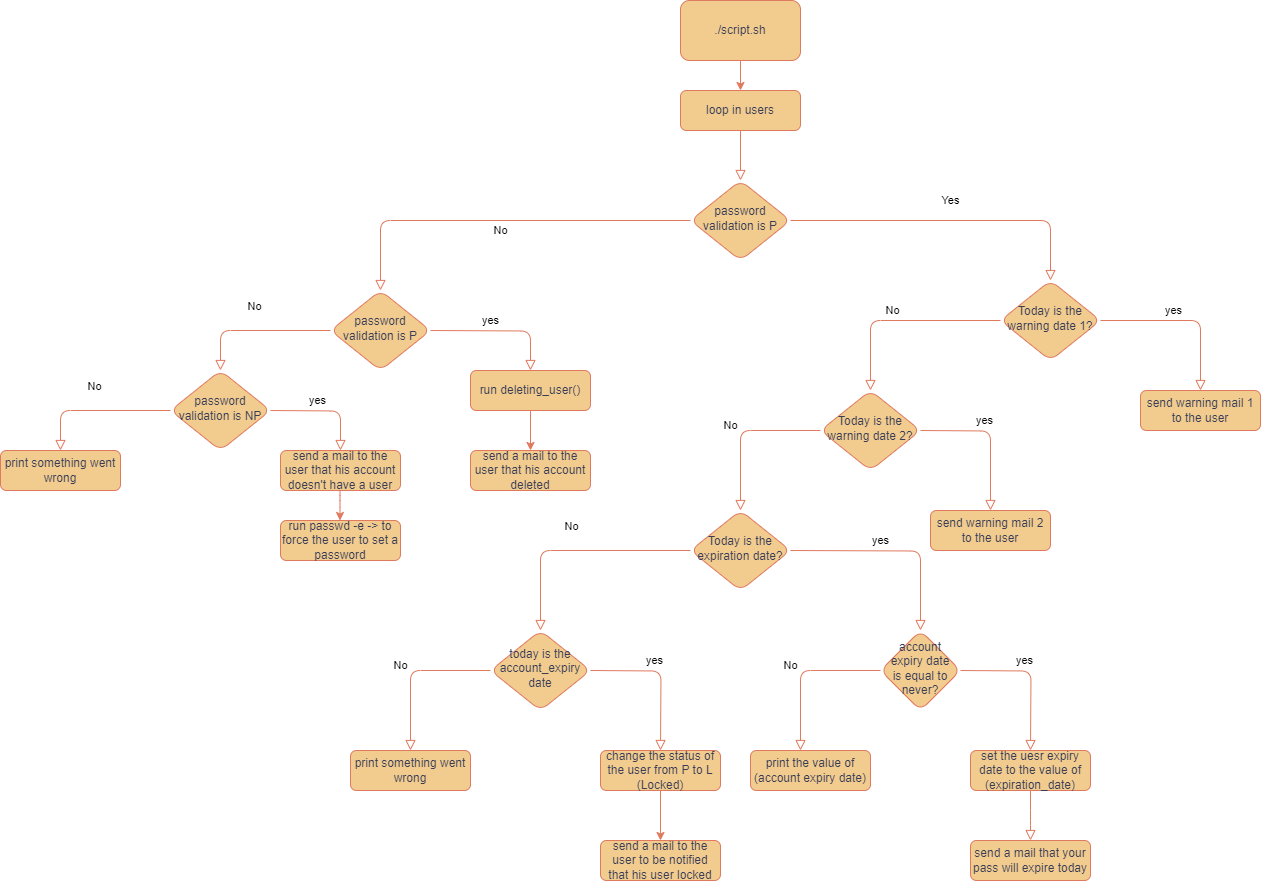 ./script.sh
loop in users
password
validation is P
Yes
No
password
validation is P
No
yes
Today is the
warning date 1?
No
yes
password
validation is NP
No
yes
run deleting_user()
send a mail to the
user that his account
deleted
send warning mail 1
to the user
Today is the
warning date 2?
No
yes
print something went
wrong
send a mail to the
user that his account
doesn't have a user
run passwd -e -> to
force the user to set a
password
send warning mail 2
to the user
Today is the
expiration date?
No
yes
today is the
account_expiry
date
No
yes
account
expiry date
is equal to
never?
No
yes
print something went
wrong
change the status of
the user from P to L
(Locked)
print the value of
(account expiry date)
set the uesr expiry
date to the value of
(expiration_date)
send a mail to the
user to be notified
that his user locked
send a mail that your
pass will expire today